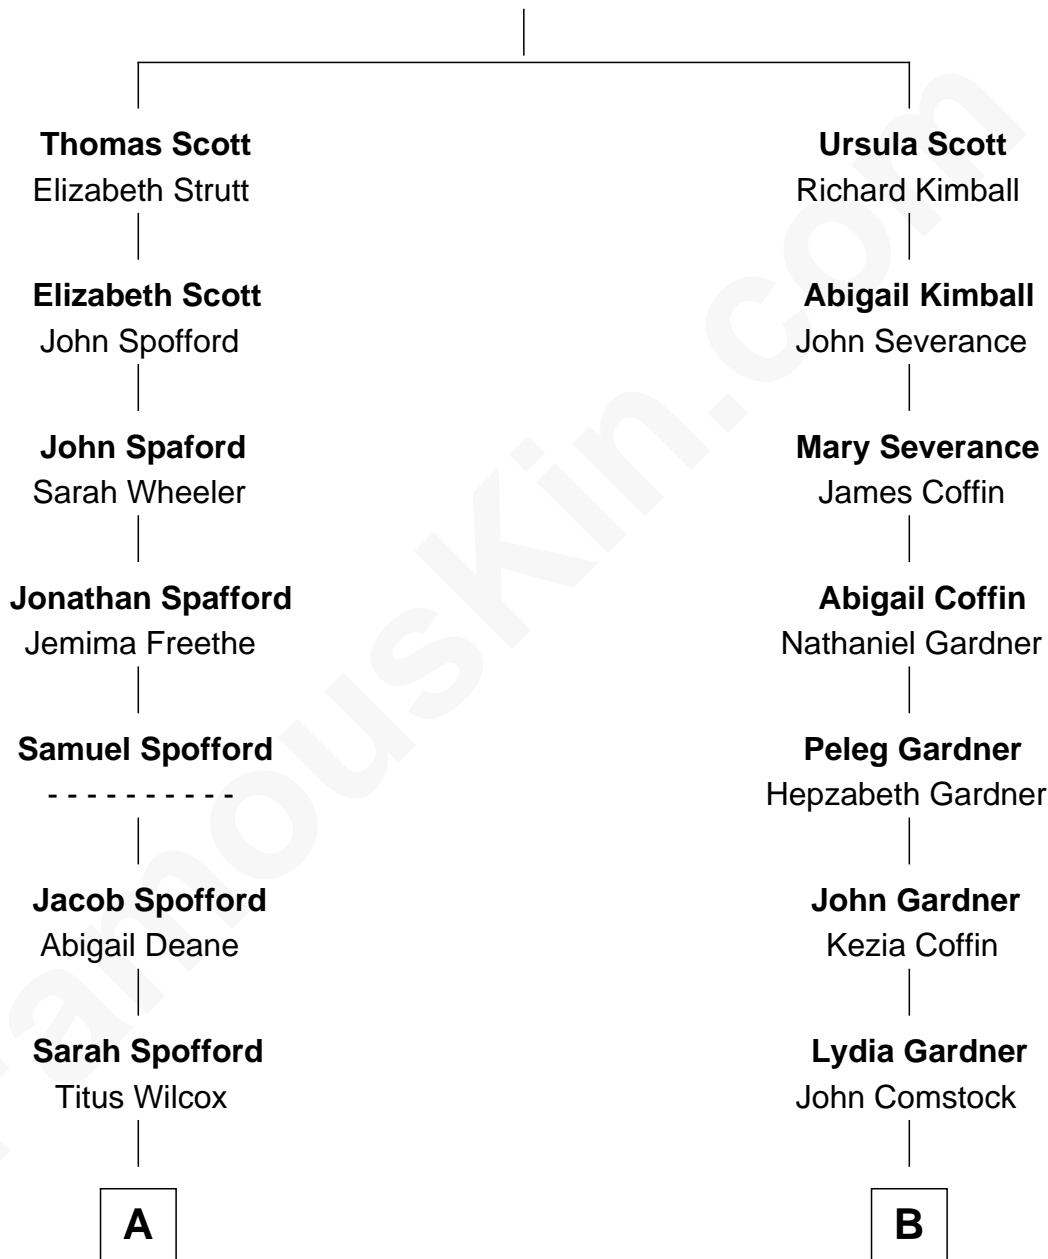 Thomas Scott
Elizabeth Strutt
Elizabeth Scott
John Spofford
John Spaford
Sarah Wheeler
Jonathan Spafford
Jemima Freethe
Samuel Spofford
- - - - - - - - - -
Jacob Spofford
Abigail Deane
Sarah Spofford
Titus Wilcox
A
Ursula Scott
Richard Kimball
Abigail Kimball
John Severance
Mary Severance
James Coffin
Abigail Coffin
Nathaniel Gardner
Peleg Gardner
Hepzabeth Gardner
John Gardner
Kezia Coffin
Lydia Gardner
John Comstock
B
FamousKin.com